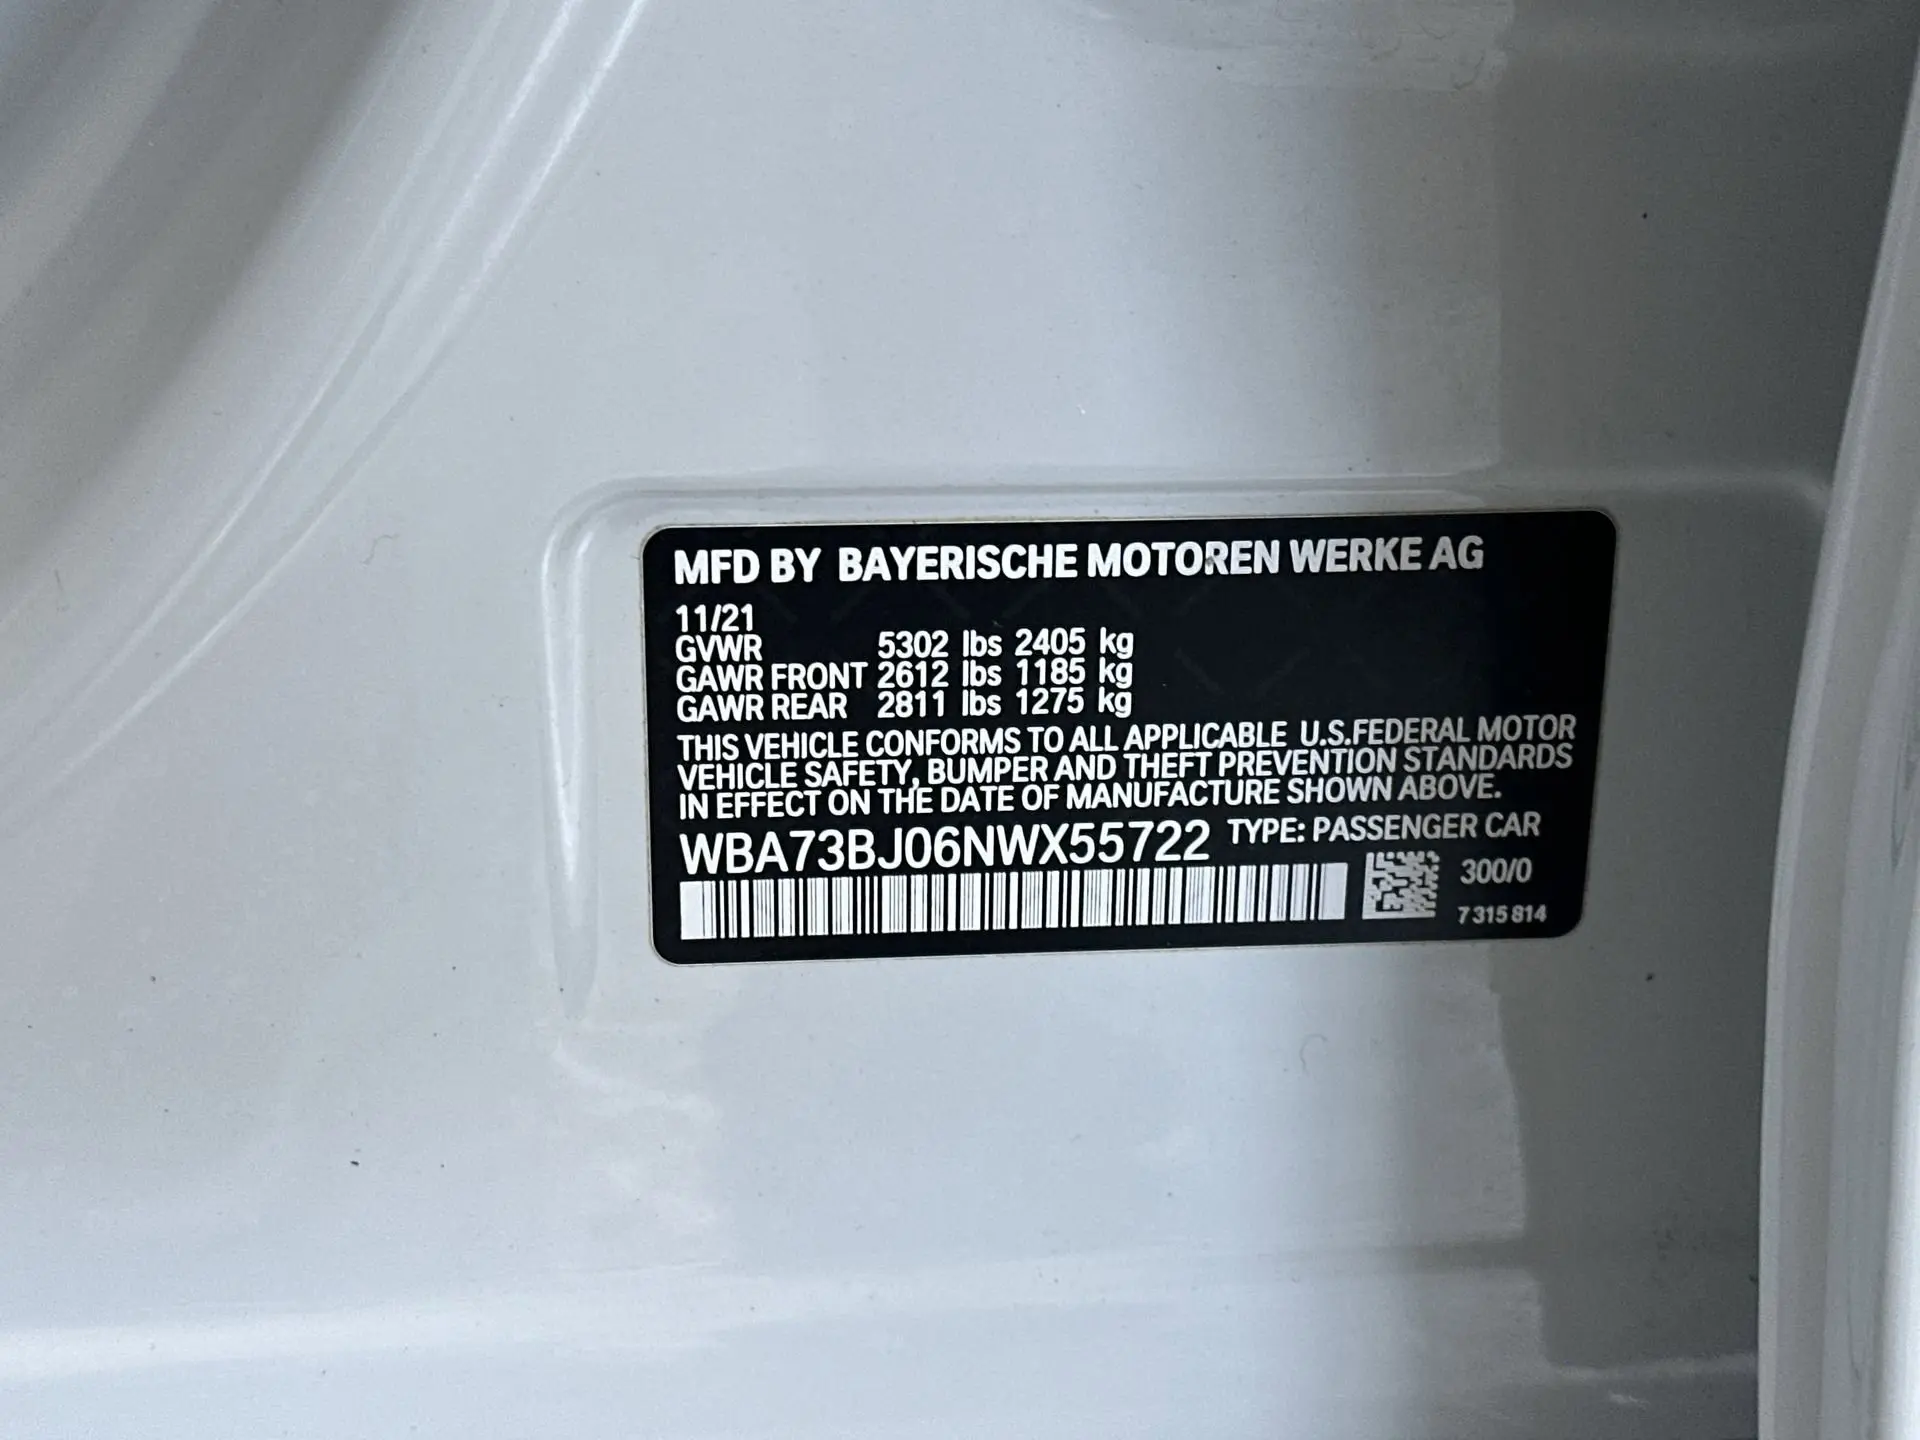 MFD BY BAYERISCHE MOTOREN WERKE AG
11/21
GVWR 5302 lbs 2405 kg
GAWR FRONT 2612 lbs 1185 kg
GAWR REAR 2811 lbs 1275 kg
THIS VEHICLE CONFORMS TO ALL APPLICABLE U.S.FEDERAL MOTOR
VEHICLE SAFETY, BUMPER AND THEFT PREVENTION STANDARDS
IN EFFECT ON THE DATE OF MANUFACTURE SHOWN ABOVE.
WBA73BJ06NWX55722 TYPE: PASSENGER CAR
300/0
7 315 814